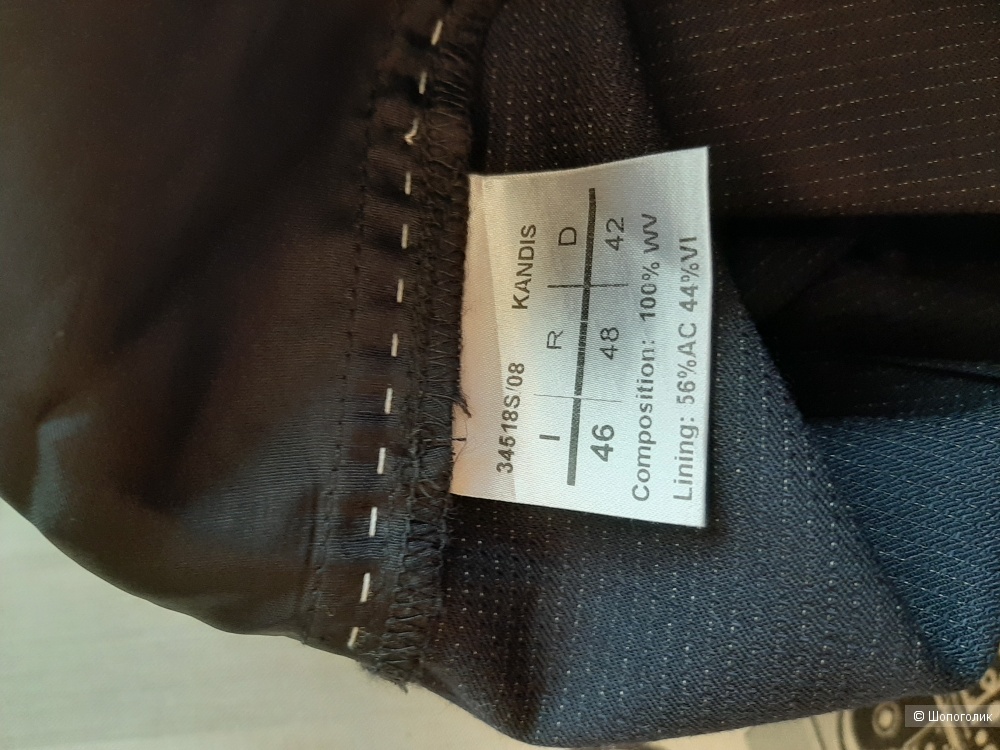 34518S/08 KANDIS
I R D
46 48 42
Composition: 100% WV
Lining: 56%AC 44%VI
© Шопоголик